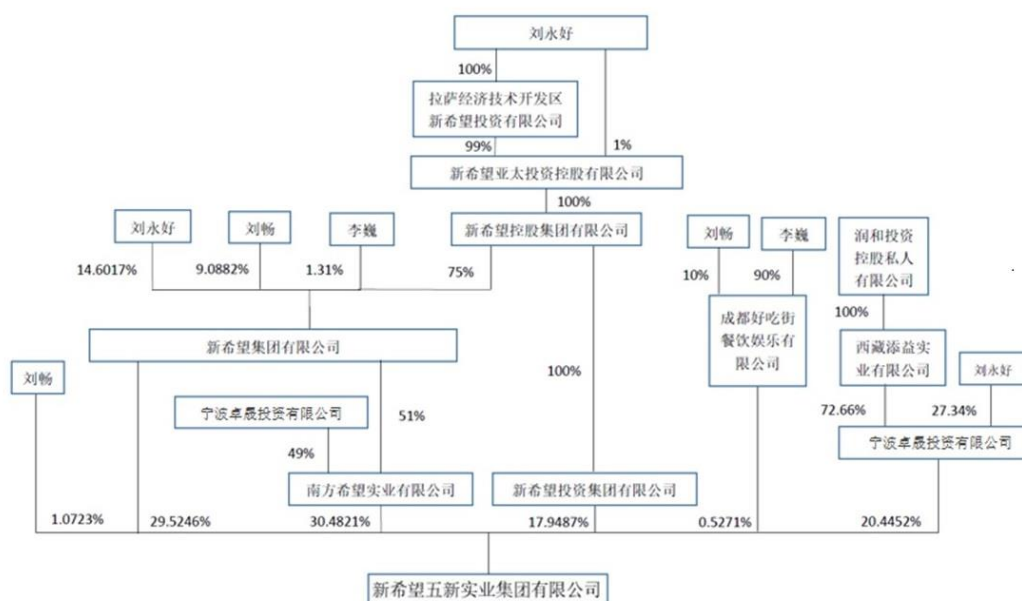 刘永好
100%
拉萨经济技术开发区
新希望投资有限公司
99%
1%
新希望亚太投资控股有限公司
100%
刘永好
刘畅
李巍
新希望控股集团有限公司
刘畅
李巍
润和投资
控股私人
有限公司
14.6017%
9.0882%
1.31%
75%
10%
90%
100%
成都好吃街
餐饮娱乐有
限公司
新希望集团有限公司
西藏添益实
业有限公司
刘畅
100%
刘永好
宁波卓晟投资有限公司
51%
72.66%
27.34%
49%
宁波卓晟投资有限公司
南方希望实业有限公司
新希望投资集团有限公司
1.0723%
29.5246%
30.4821%
17.9487%
0.5271%
20.4452%
新希望五新实业集团有限公司